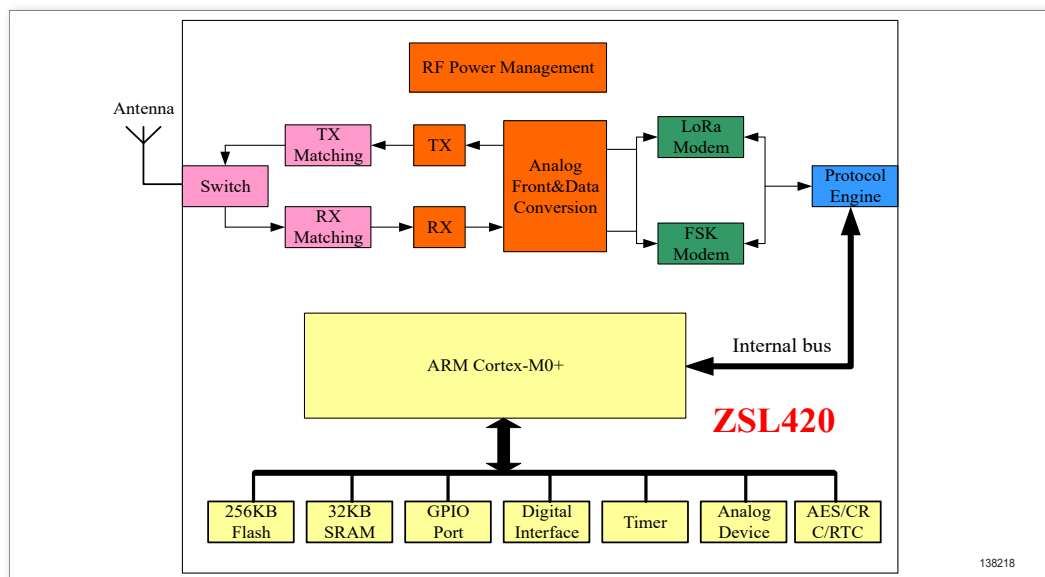 RF Power Management
Antenna
TX
Matching
TX
Analog
Front&Data
Conversion
LoRa
Modem
Switch
Protocol
Engine
RX
Matching
RX
FSK
Modem
Internal bus
ARM Cortex-M0+
ZSL420
256KB
Flash
32KB
SRAM
GPIO
Port
Digital
Interface
Timer
Analog
Device
AES/CR
C/RTC
138218